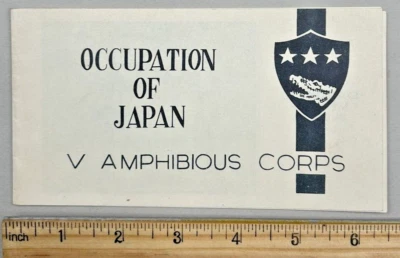 OCCUPATION
OF
JAPAN
V AMPHIBIOUS CORPS
inch 1 2 3 4 5 6